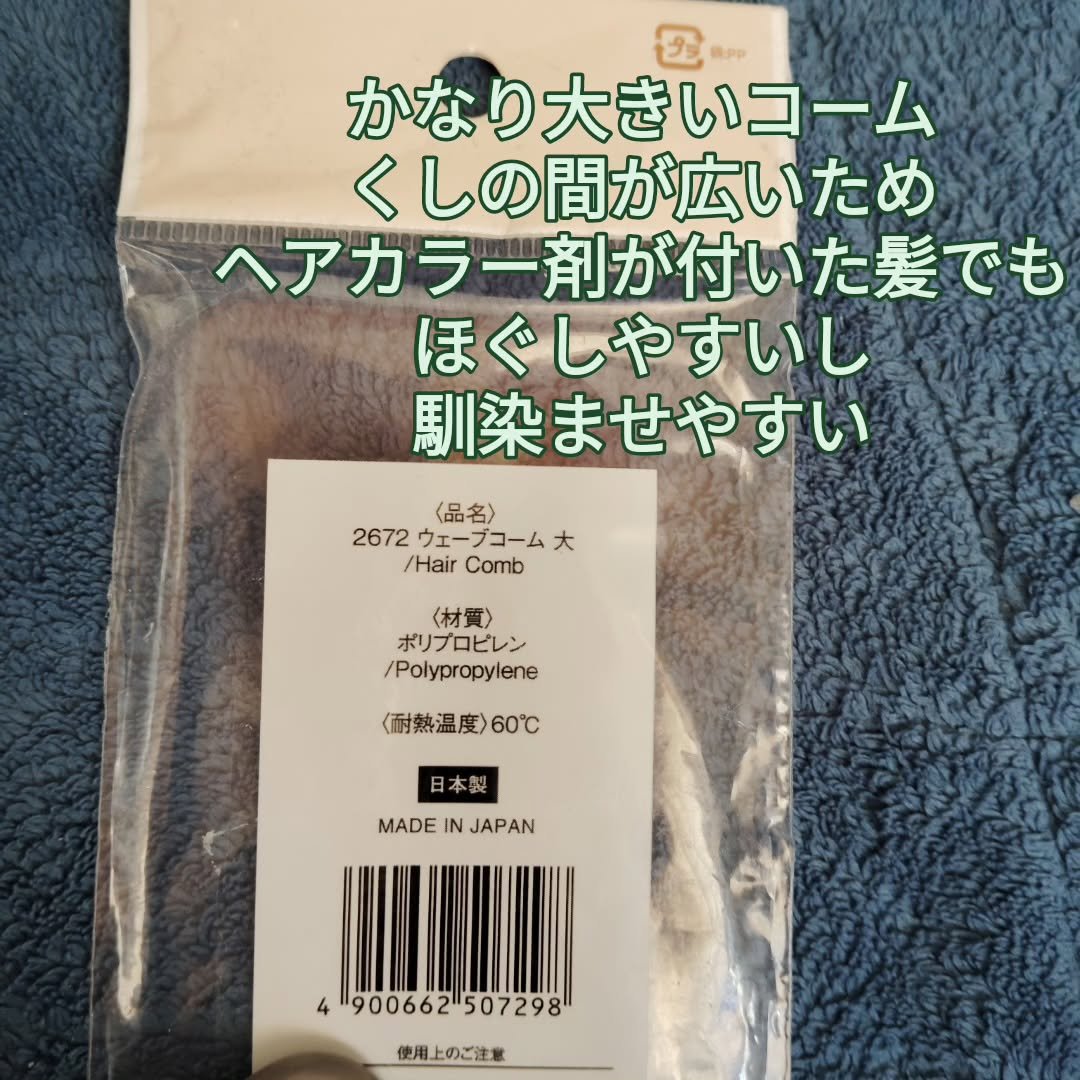 プラ
袋:PP
かなり大きいコーム
くしの間が広いため
ヘアカラー剤が付いた髪でも
ほぐしやすいし
馴染ませやすい
〈品名〉
2672 ウェーブコーム 大
/Hair Comb
〈材質〉
ポリプロピレン
/Polypropylene
〈耐熱温度〉60℃
日本製
MADE IN JAPAN
4 900662 507298
使用上のご注意